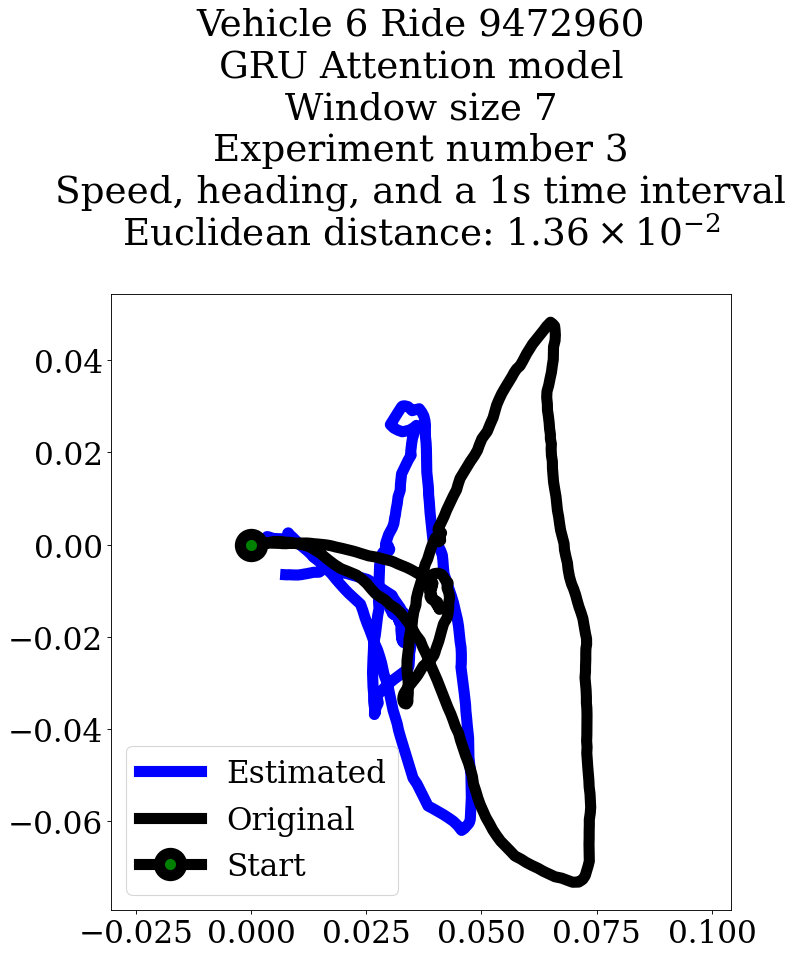 Vehicle 6 Ride 9472960
GRU Attention model
Window size 7
Experiment number 3
Speed, heading, and a 1s time interval
Euclidean distance: 1.36 × 10⁻²
0.04
0.02
0.00
−0.02
−0.04
−0.06
Estimated
Original
Start
−0.025 0.000 0.025 0.050 0.075 0.100